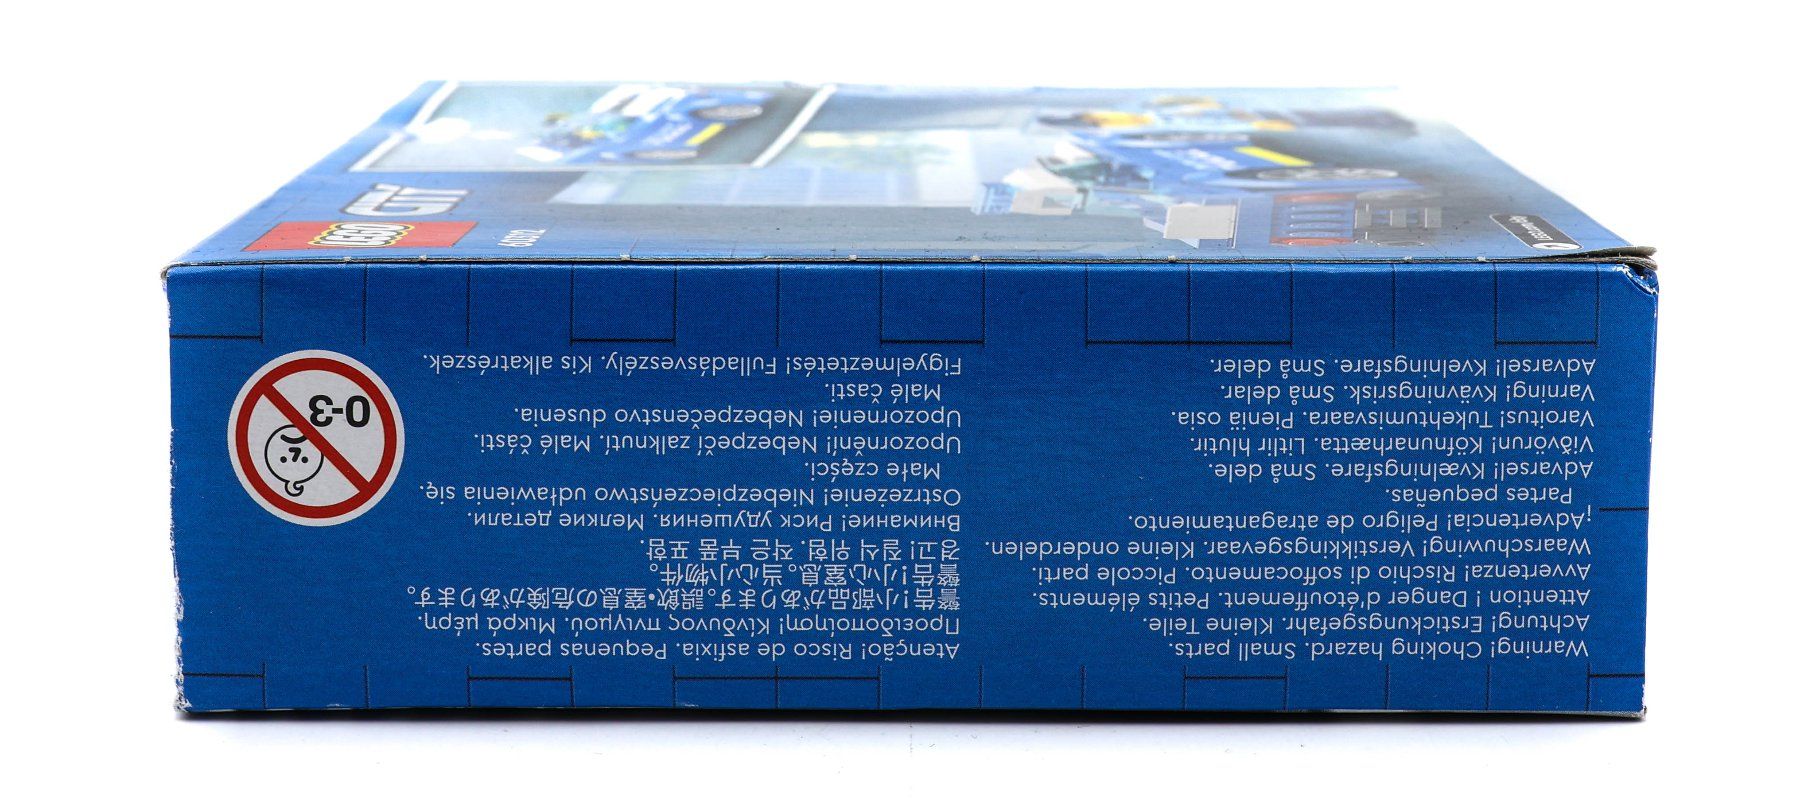 Warning! Choking hazard. Small parts.
Achtung! Erstickungsgefahr. Kleine Teile.
Attention ! Danger d'étouffement. Petits éléments.
Avvertenza! Rischio di soffocamento. Piccole parti.
Waarschuwing! Verstikkingsgevaar. Kleine onderdelen.
¡Advertencia! Peligro de atragantamiento.
Partes pequeñas.
Advarsel! Kvælningsfare. Små dele.
Viðvörun! Köfnunarhætta. Litlir hlutir.
Varoitus! Tukehtumisvaara. Pieniä osia.
Varning! Kvävningsrisk. Små delar.
Advarsel! Kvelningsfare. Små deler.
Atenção! Risco de asfixia. Pequenas partes.
Προειδοποίηση! Κίνδυνος πνιγμού. Μικρά μέρη.
警告!小部品があります。誤飲•窒息の危険があります。
警告!小心窒息。当心小物件。
경고! 질식 위험. 작은 부품 포함.
Внимание! Риск удушения. Мелкие детали.
Ostrzeżenie! Niebezpieczeństwo udławienia się.
Małe części.
Upozornění! Nebezpečí zalknutí. Malé části.
Upozornenie! Nebezpečenstvo dusenia.
Malé časti.
Figyelmeztetés! Fulladásveszély. Kis alkatrészek.
0-3
LEGO
CITY
60312